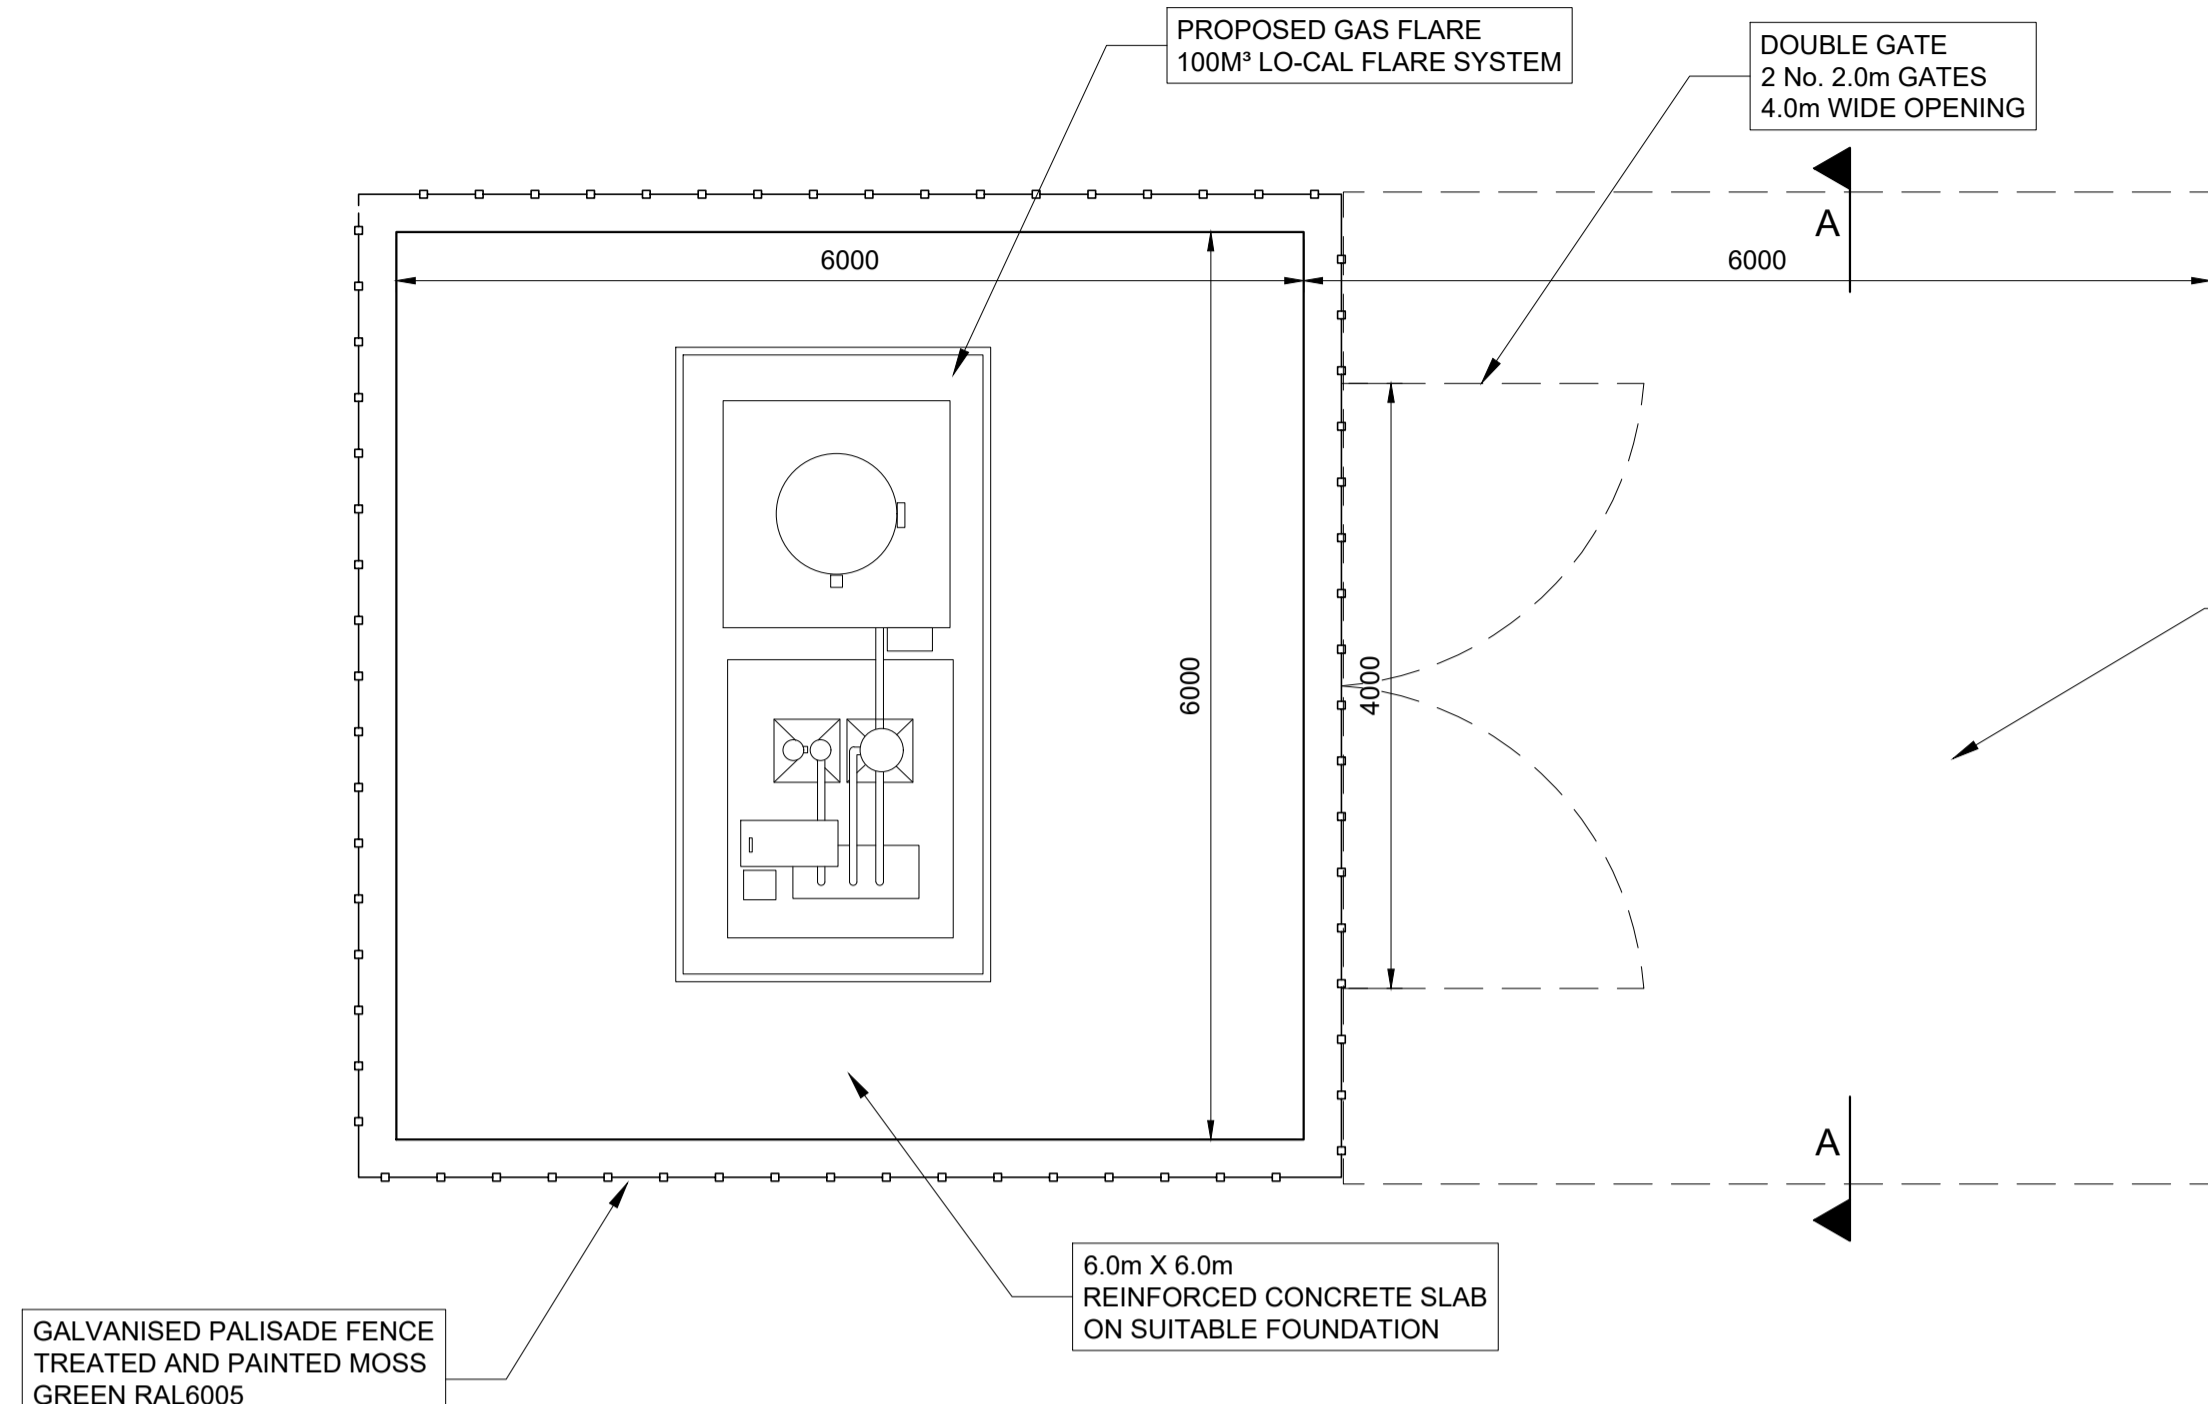 PROPOSED GAS FLARE
100M³ LO-CAL FLARE SYSTEM
DOUBLE GATE
2 No. 2.0m GATES
4.0m WIDE OPENING
A
6000
6000
6000
4000
A
6.0m X 6.0m
REINFORCED CONCRETE SLAB
ON SUITABLE FOUNDATION
GALVANISED PALISADE FENCE
TREATED AND PAINTED MOSS
GREEN RAL6005